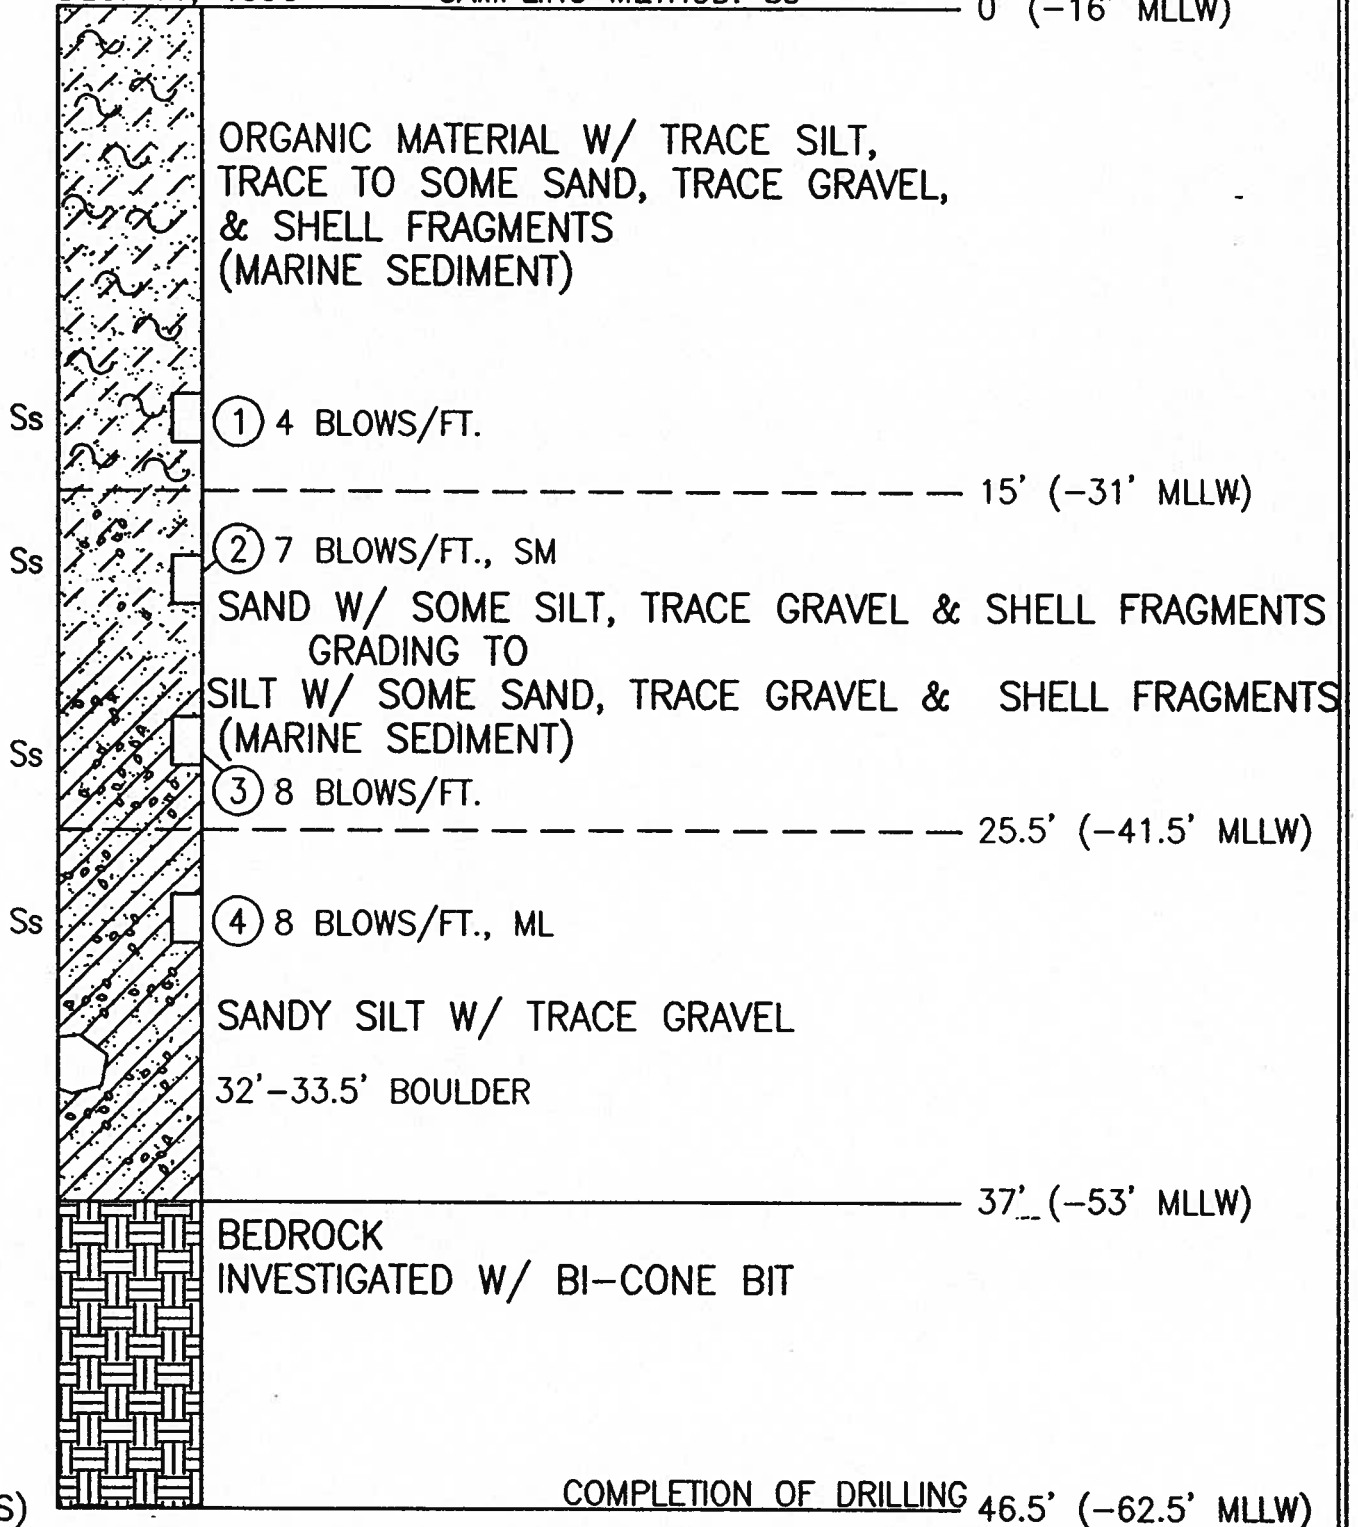 0' (-16' MLLW)
ORGANIC MATERIAL W/ TRACE SILT,
TRACE TO SOME SAND, TRACE GRAVEL,
& SHELL FRAGMENTS
(MARINE SEDIMENT)
Ss 1 4 BLOWS/FT.
15' (-31' MLLW)
Ss 2 7 BLOWS/FT., SM
SAND W/ SOME SILT, TRACE GRAVEL & SHELL FRAGMENTS
GRADING TO
SILT W/ SOME SAND, TRACE GRAVEL & SHELL FRAGMENTS
(MARINE SEDIMENT)
Ss 3 8 BLOWS/FT.
25.5' (-41.5' MLLW)
Ss 4 8 BLOWS/FT., ML
SANDY SILT W/ TRACE GRAVEL
32'-33.5' BOULDER
37' (-53' MLLW)
BEDROCK
INVESTIGATED W/ BI-CONE BIT
COMPLETION OF DRILLING 46.5' (-62.5' MLLW)
S)